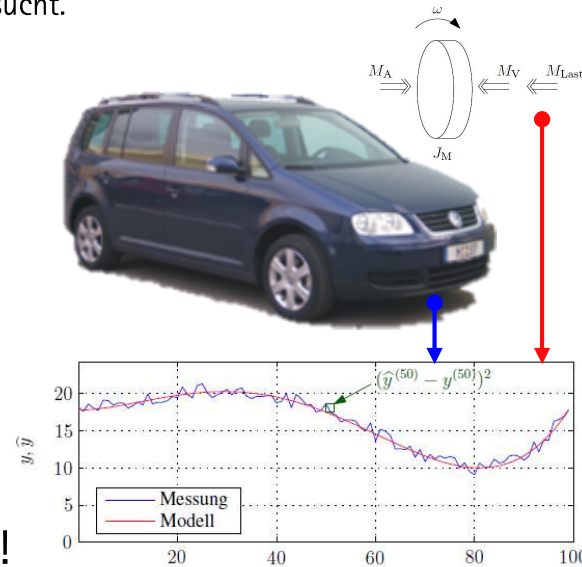 sucht.
ω
M_A M_V M_Last
J_M
(ŷ^(50) − y^(50))²
y, ŷ
20
15
10
5
0
Messung
Modell
!
20 40 60 80 100